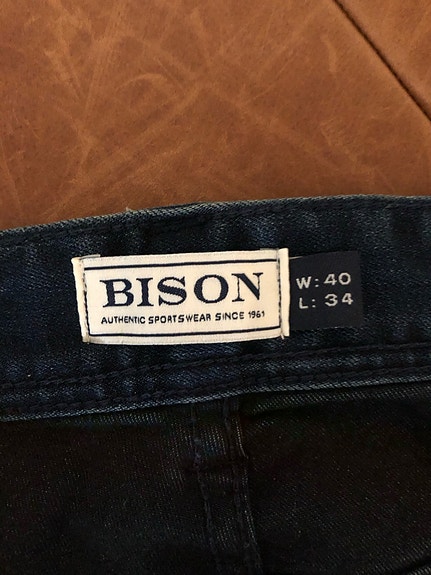 BISON
AUTHENTIC SPORTSWEAR SINCE 1961
W: 40
L: 34